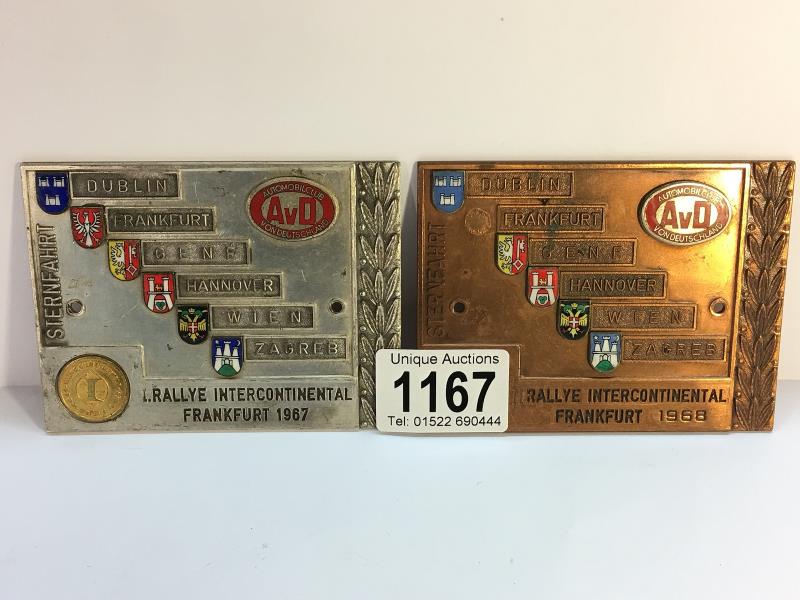 STERNFAHRT
DUBLIN
FRANKFURT
GENF
HANNOVER
WIEN
ZAGREB
AUTOMOBILCLUB
AvD
VON DEUTSCHLAND
I
I.RALLYE INTERCONTINENTAL
FRANKFURT 1967
STERNFAHRT
DUBLIN
FRANKFURT
GENF
HANNOVER
WIEN
ZAGREB
AUTOMOBILCLUB
AvD
VON DEUTSCHLAND
RALLYE INTERCONTINENTAL
FRANKFURT 1968
Unique Auctions
1167
Tel: 01522 690444